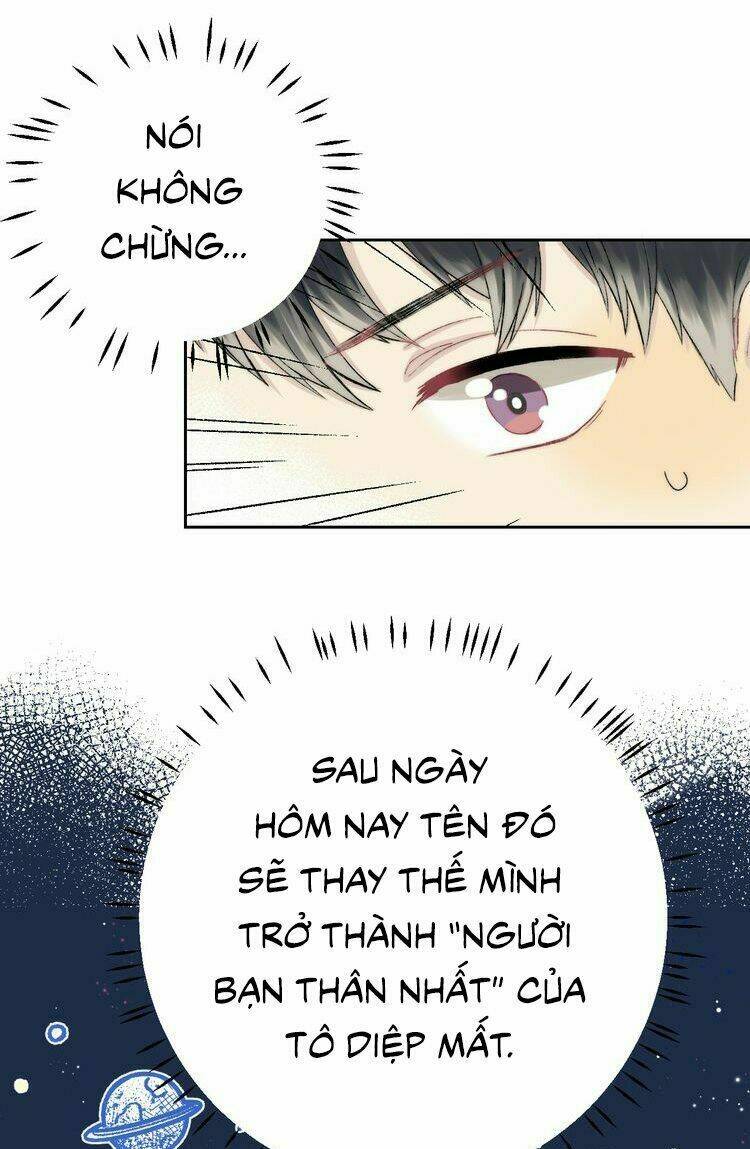 NÓI
KHÔNG
CHỪNG...
SAU NGÀY
HÔM NAY TÊN ĐÓ
SẼ THAY THẾ MÌNH
TRỞ THÀNH "NGƯỜI
BẠN THÂN NHẤT" CỦA
TÔ DIỆP MẤT.